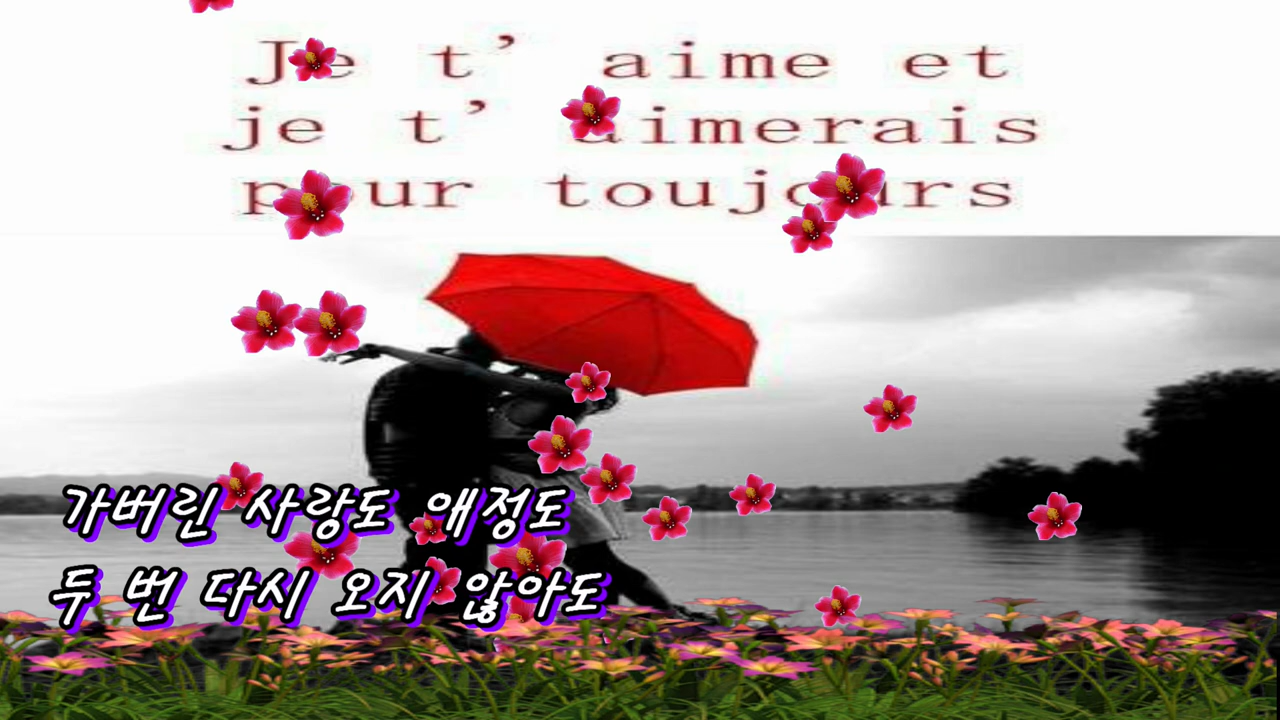 Je t' aime et
je t' aimerais
pour toujours
가버린 사랑도 애정도
두 번 다시 오지 않아도